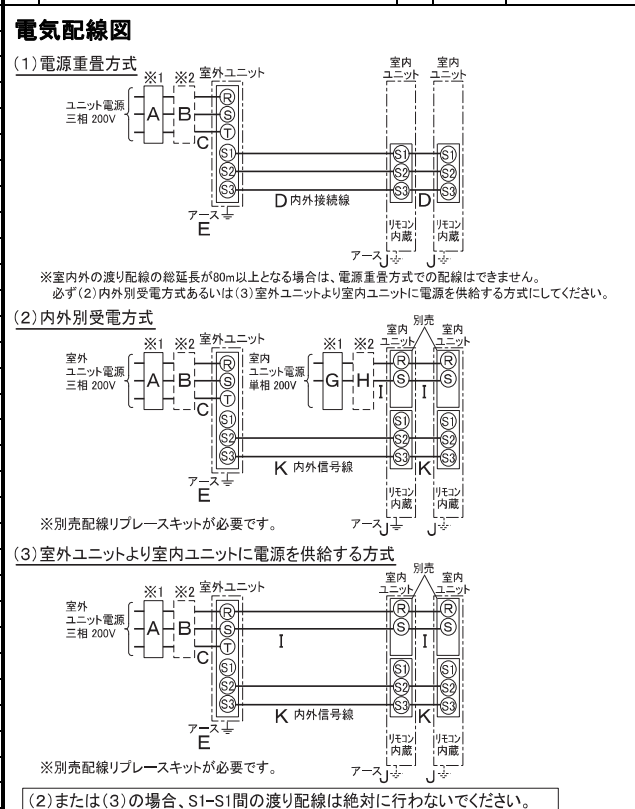 電気配線図
(1)電源重畳方式
※1 ※2 室外ユニット 室内ユニット 室内ユニット
ユニット電源
三相 200V
A B C
R
S
T
S1 S1 S1
S2 S2 S2
S3 S3 S3
D 内外接続線 D
アース
E
リモコン内蔵 リモコン内蔵
アース J J
※室内外の渡り配線の総延長が80m以上となる場合は、電源重畳方式での配線はできません。
必ず(2)内外別受電方式あるいは(3)室外ユニットより室内ユニットに電源を供給する方式にしてください。
(2)内外別受電方式
※1 ※2 室外ユニット ※1 ※2 室内ユニット 別売 室内ユニット
室外
ユニット電源
三相 200V
A B C
室内
ユニット電源
単相 200V
G H I I
R R R
S S S
T
S1 S1 S1
S2 S2 S2
S3 S3 S3
K 内外信号線 K
アース
E
リモコン内蔵 リモコン内蔵
※別売配線リプレースキットが必要です。
アース J J
(3)室外ユニットより室内ユニットに電源を供給する方式
※1 ※2 室外ユニット 室内ユニット 別売 室内ユニット
室外
ユニット電源
三相 200V
A B C
R R R
S S S
T
I I
S1 S1 S1
S2 S2 S2
S3 S3 S3
K 内外信号線 K
アース
E
リモコン内蔵 リモコン内蔵
※別売配線リプレースキットが必要です。
アース J J
(2)または(3)の場合、S1-S1間の渡り配線は絶対に行わないでください。